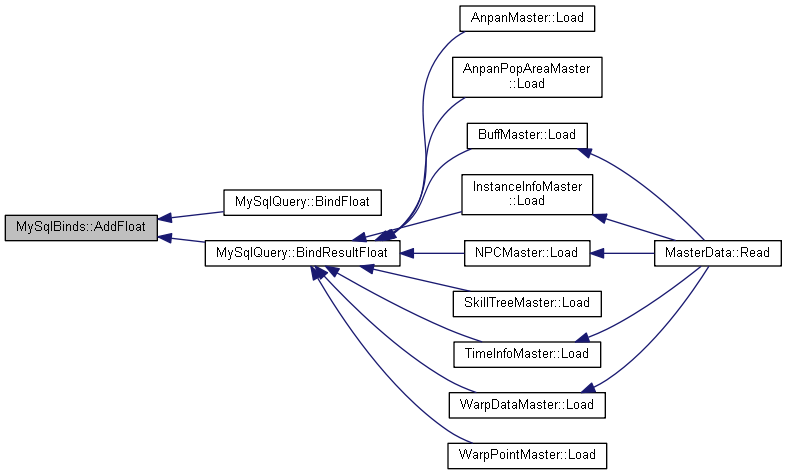 AnpanMaster::Load
AnpanPopAreaMaster
::Load
BuffMaster::Load
MySqlQuery::BindFloat
InstanceInfoMaster
::Load
MySqlBinds::AddFloat
MySqlQuery::BindResultFloat
NPCMaster::Load
MasterData::Read
SkillTreeMaster::Load
TimeInfoMaster::Load
WarpDataMaster::Load
WarpPointMaster::Load